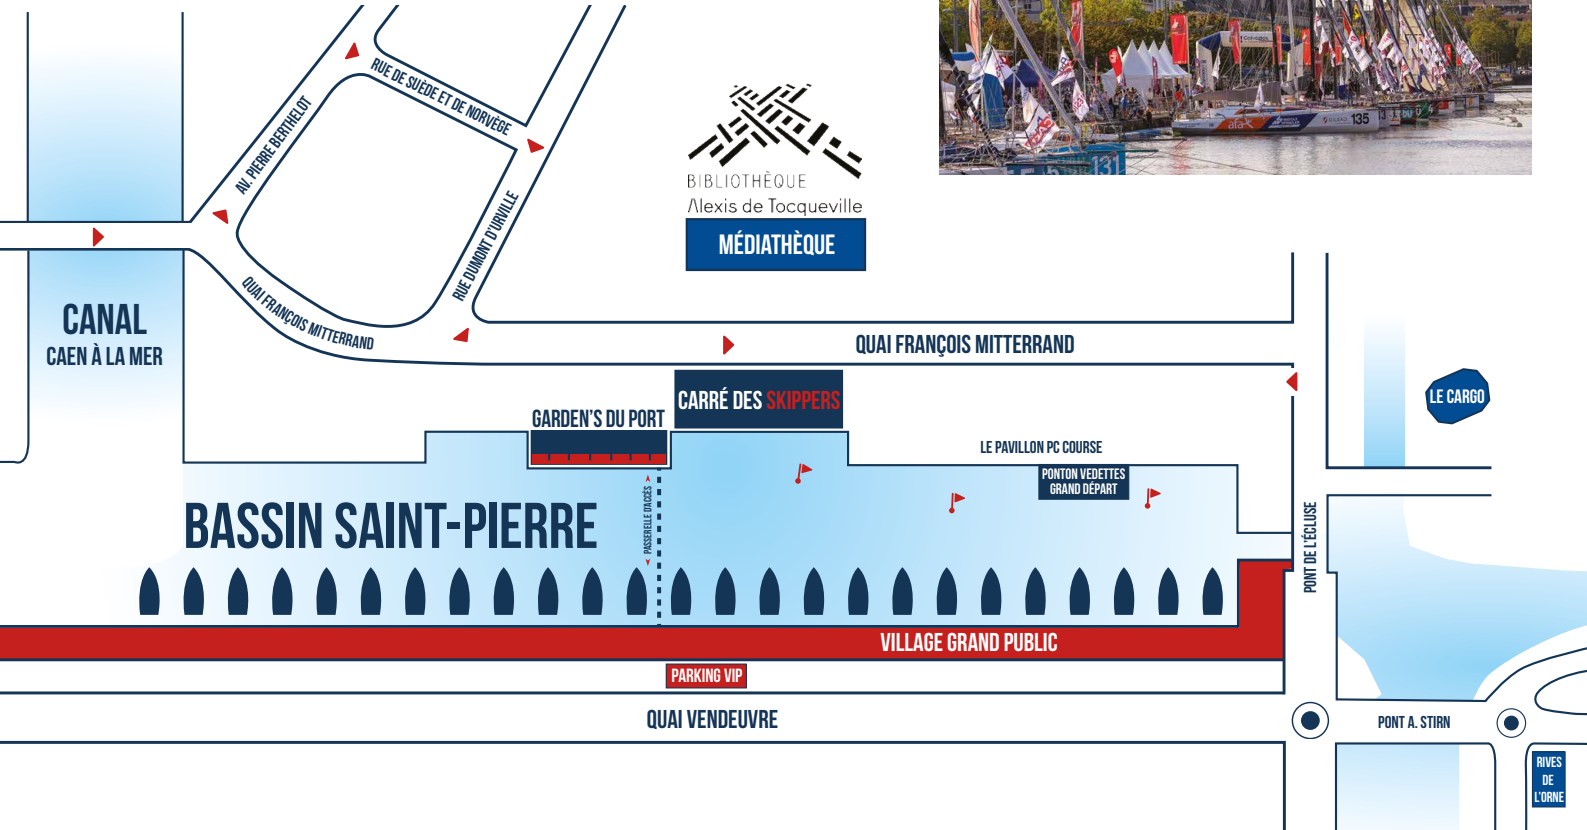 RUE DE SUÈDE ET DE NORVÈGE
AV. PIERRE BERTHELOT
RUE DUMONT D'URVILLE
QUAI FRANÇOIS MITTERRAND
BIBLIOTHÈQUE
Alexis de Tocqueville
MÉDIATHÈQUE
135
131
CANAL
CAEN À LA MER
QUAI FRANÇOIS MITTERRAND
CARRÉ DES SKIPPERS
GARDEN'S DU PORT
LE CARGO
LE PAVILLON PC COURSE
PONTON VEDETTES
GRAND DÉPART
PASSERELLE D'ACCÈS
BASSIN SAINT-PIERRE
PONT DE L'ÉCLUSE
VILLAGE GRAND PUBLIC
PARKING VIP
QUAI VENDEUVRE
PONT A. STIRN
RIVES
DE
L'ORNE